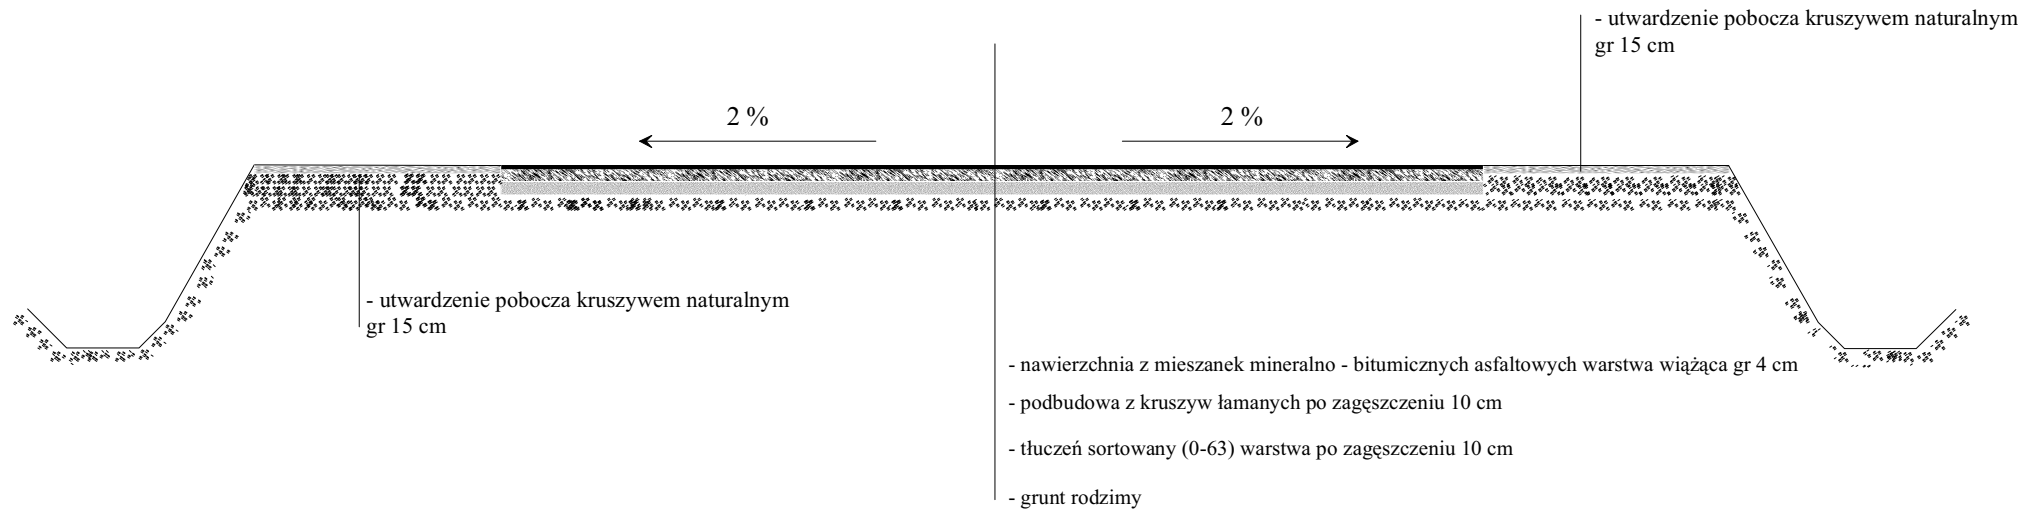 - utwardzenie pobocza kruszywem naturalnym
gr 15 cm
2 %
2 %
- utwardzenie pobocza kruszywem naturalnym
gr 15 cm
- nawierzchnia z mieszanek mineralno - bitumicznych asfaltowych warstwa wiążąca gr 4 cm
- podbudowa z kruszyw łamanych po zagęszczeniu 10 cm
- tłuczeń sortowany (0-63) warstwa po zagęszczeniu 10 cm
- grunt rodzimy